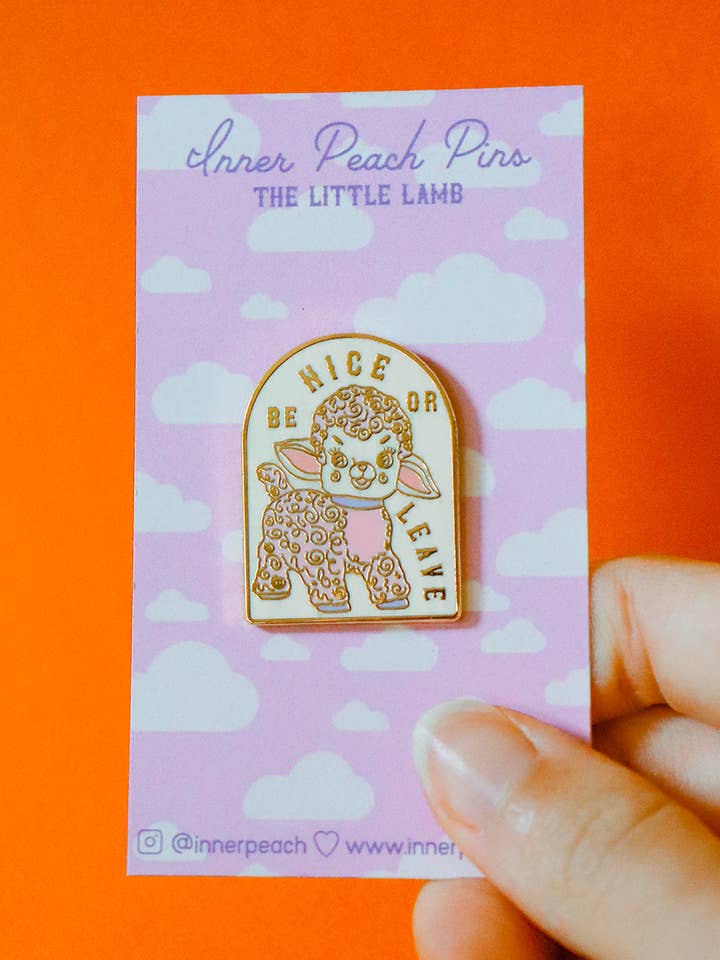 Inner Peach Pins
THE LITTLE LAMB
BE NICE OR
LEAVE
@innerpeach ♡ www.inner